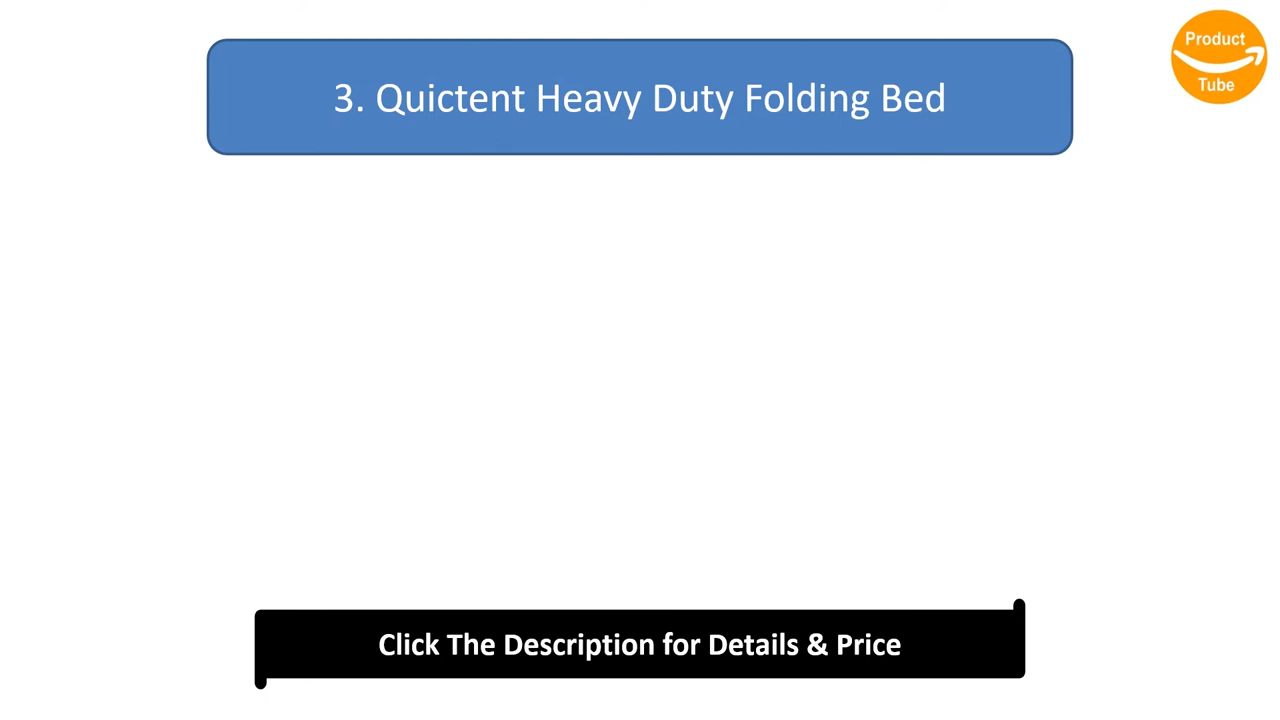 3. Quictent Heavy Duty Folding Bed
Product
Tube
Click The Description for Details & Price